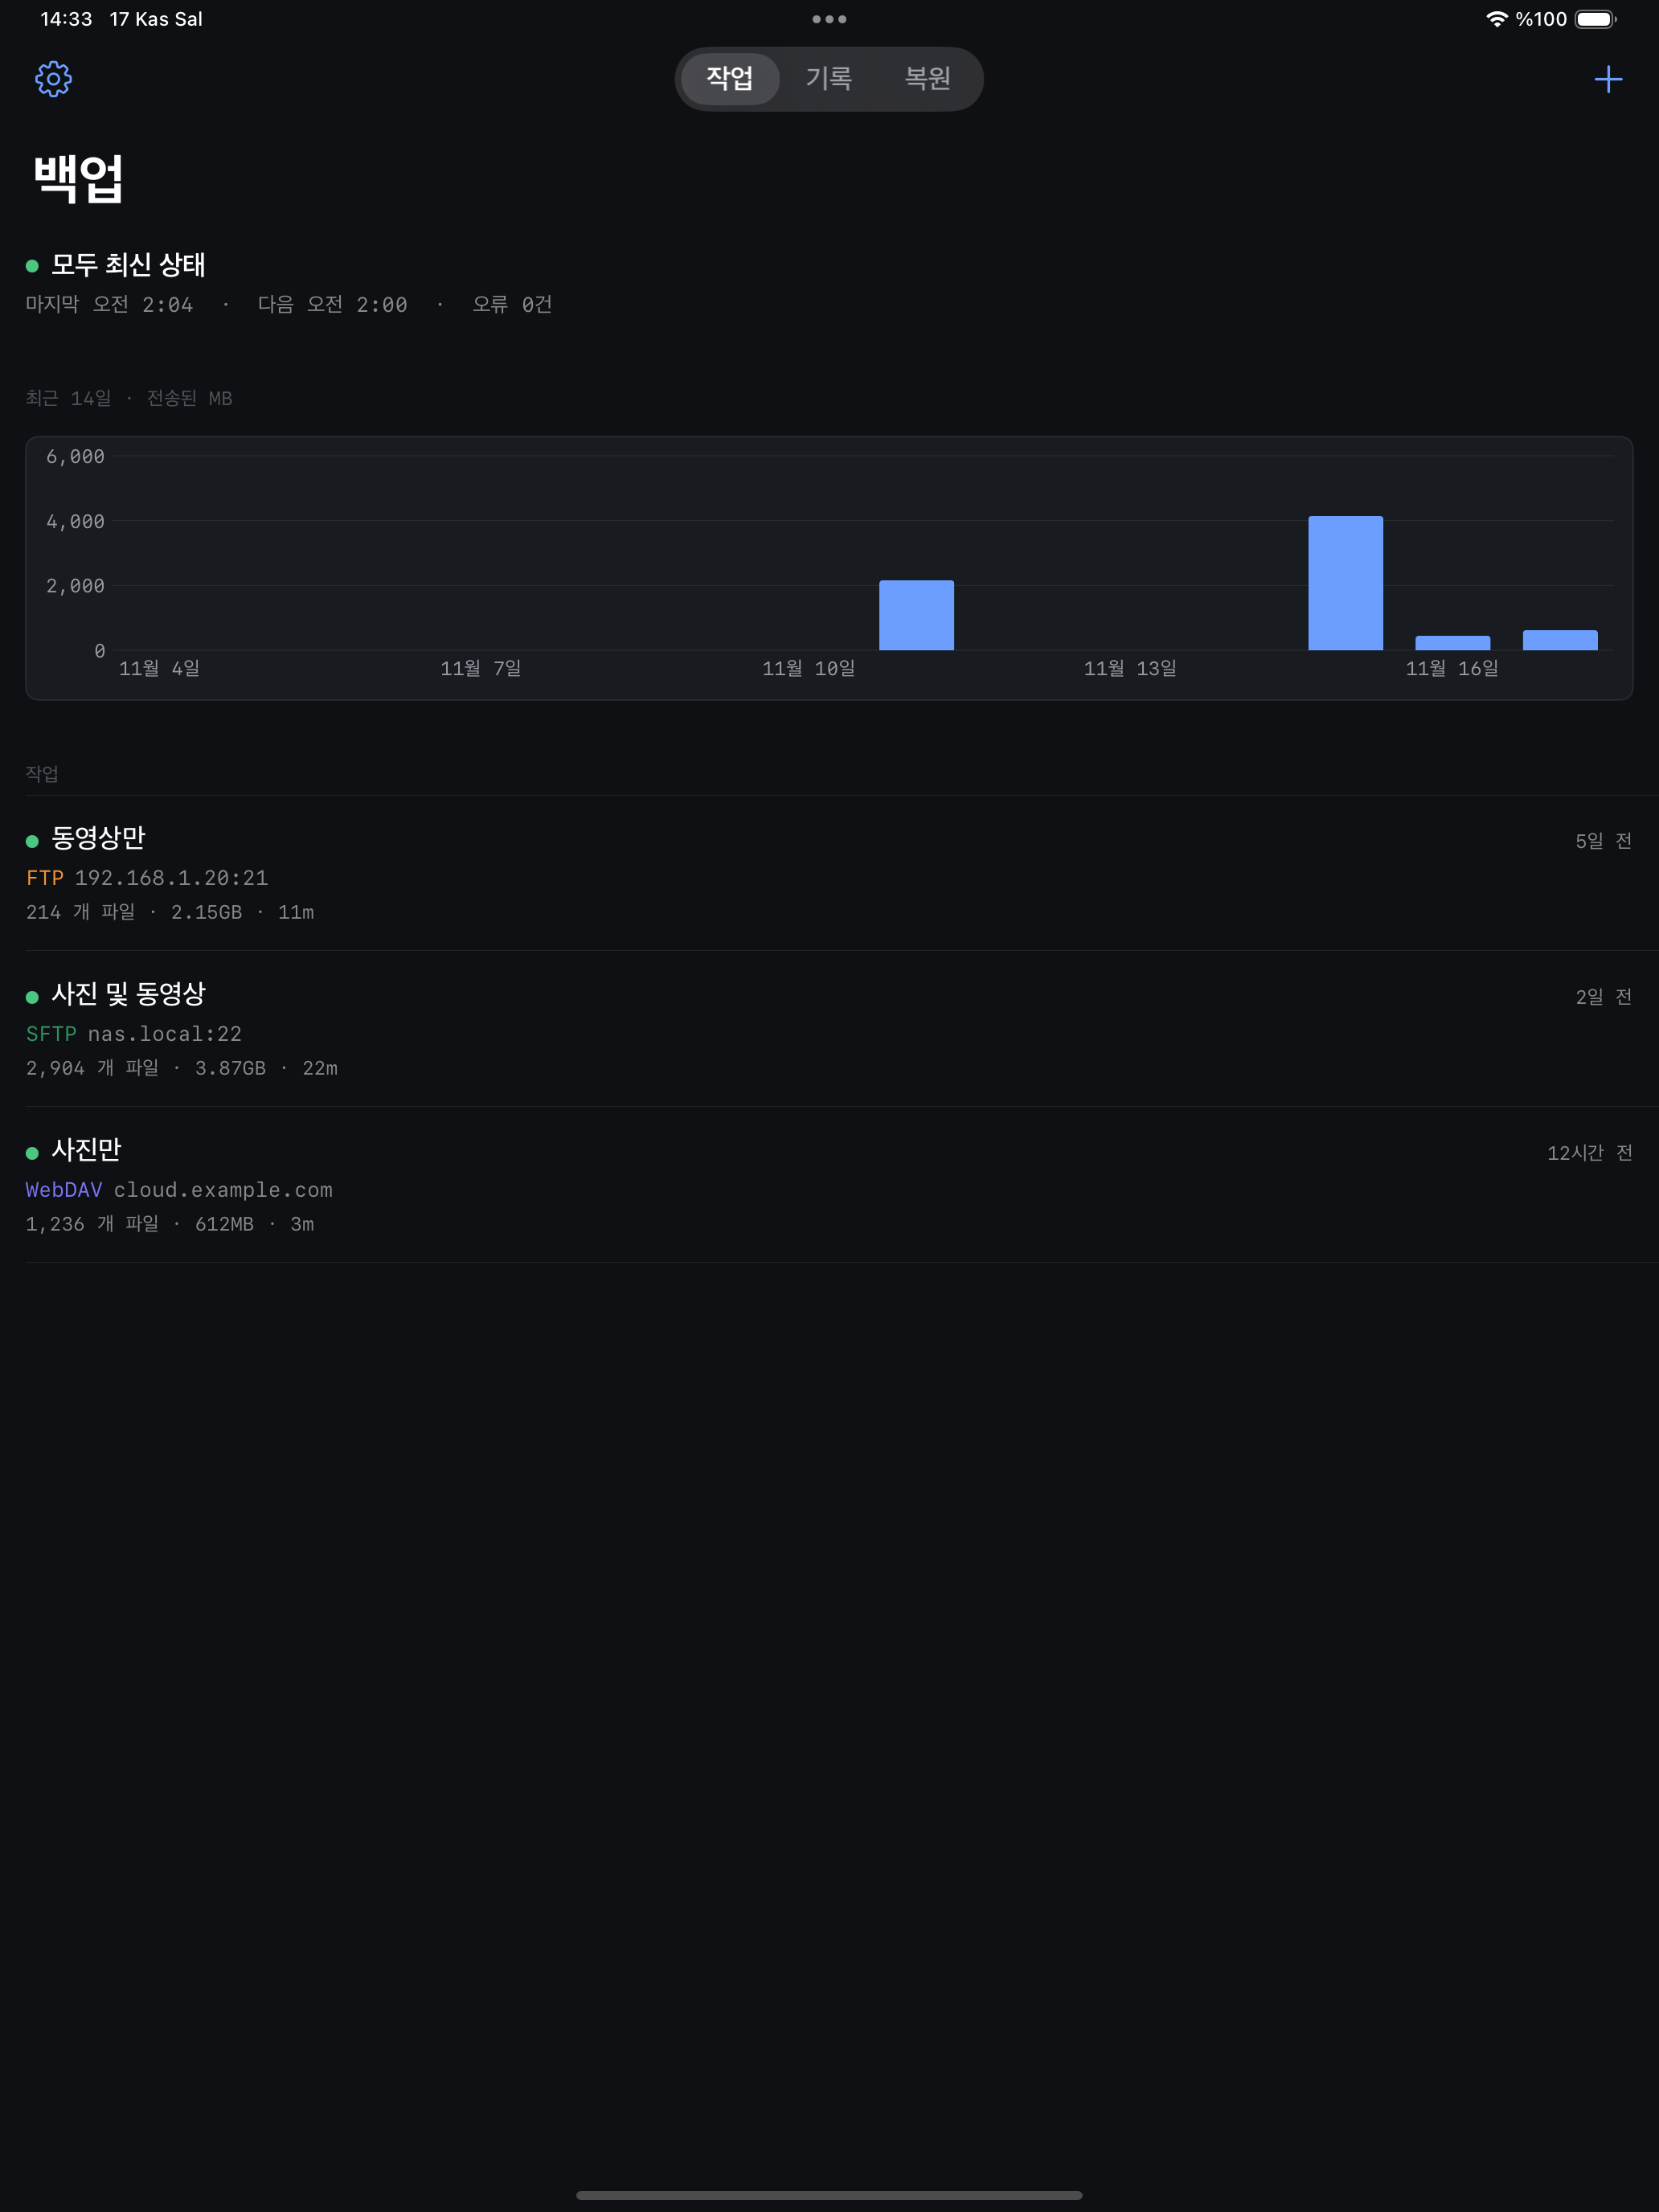 14:33 17 Kas Sal
%100
작업 기록 복원
백업
모두 최신 상태
마지막 오전 2:04 · 다음 오전 2:00 · 오류 0건
최근 14일 · 전송된 MB
6,000
4,000
2,000
0
11월 4일 11월 7일 11월 10일 11월 13일 11월 16일
작업
동영상만 5일 전
FTP 192.168.1.20:21
214 개 파일 · 2.15GB · 11m
사진 및 동영상 2일 전
SFTP nas.local:22
2,904 개 파일 · 3.87GB · 22m
사진만 12시간 전
WebDAV cloud.example.com
1,236 개 파일 · 612MB · 3m